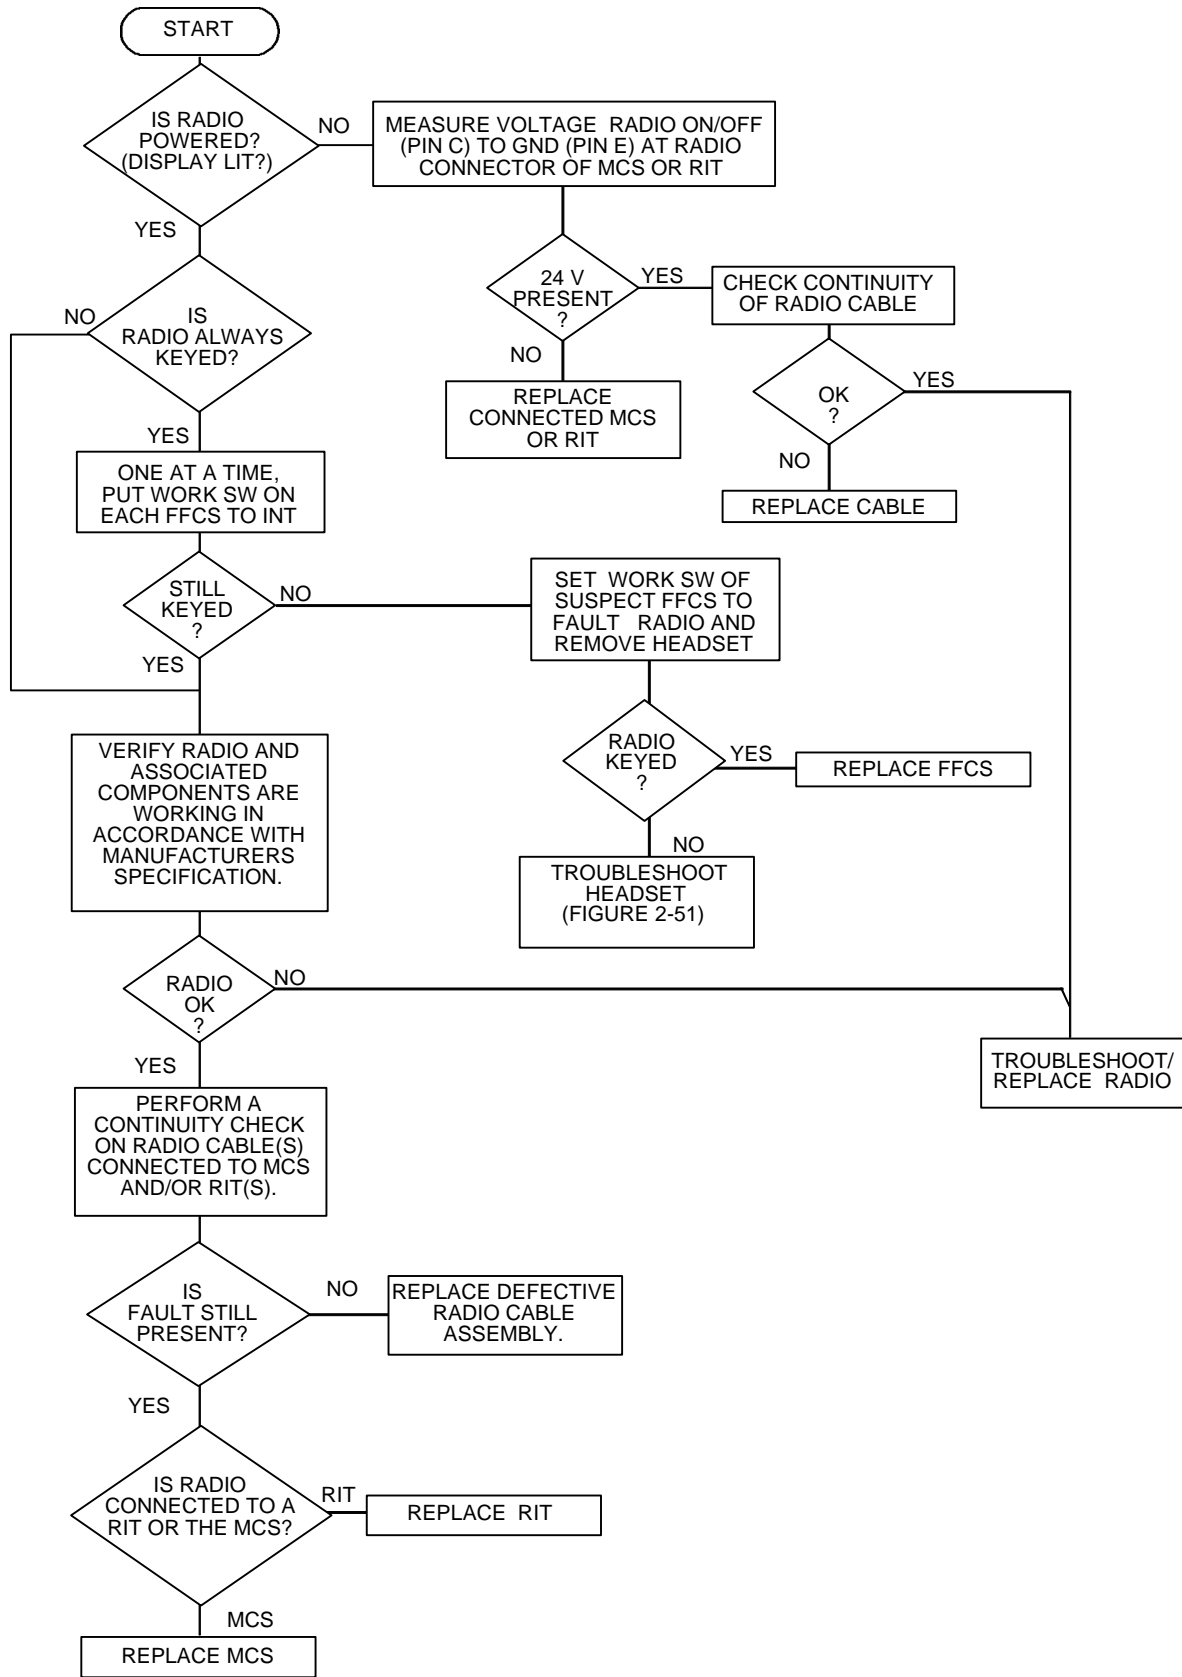 START
IS RADIO
POWERED?
(DISPLAY LIT?)
NO
MEASURE VOLTAGE RADIO ON/OFF
(PIN C) TO GND (PIN E) AT RADIO
CONNECTOR OF MCS OR RIT
YES
24 V
PRESENT
?
YES
CHECK CONTINUITY
OF RADIO CABLE
NO
IS
RADIO ALWAYS
KEYED?
NO
REPLACE
CONNECTED MCS
OR RIT
OK
?
YES
NO
REPLACE CABLE
YES
ONE AT A TIME,
PUT WORK SW ON
EACH FFCS TO INT
STILL
KEYED
?
NO
SET WORK SW OF
SUSPECT FFCS TO
FAULT RADIO AND
REMOVE HEADSET
YES
RADIO
KEYED
?
YES
REPLACE FFCS
NO
TROUBLESHOOT
HEADSET
(FIGURE 2-51)
VERIFY RADIO AND
ASSOCIATED
COMPONENTS ARE
WORKING IN
ACCORDANCE WITH
MANUFACTURERS
SPECIFICATION.
RADIO
OK
?
NO
TROUBLESHOOT/
REPLACE RADIO
YES
PERFORM A
CONTINUITY CHECK
ON RADIO CABLE(S)
CONNECTED TO MCS
AND/OR RIT(S).
IS
FAULT STILL
PRESENT?
NO
REPLACE DEFECTIVE
RADIO CABLE
ASSEMBLY.
YES
IS RADIO
CONNECTED TO A
RIT OR THE MCS?
RIT
REPLACE RIT
MCS
REPLACE MCS